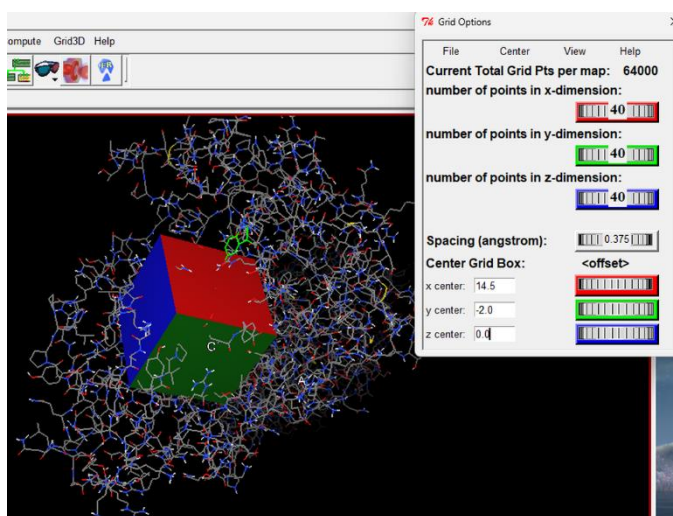 Grid Options
ompute Grid3D Help
File Center View Help
Current Total Grid Pts per map: 64000
number of points in x-dimension:
40
number of points in y-dimension:
40
number of points in z-dimension:
40
Spacing (angstrom): 0.375
Center Grid Box: <offset>
x center: 14.5
y center: -2.0
z center: 0.0
C
A